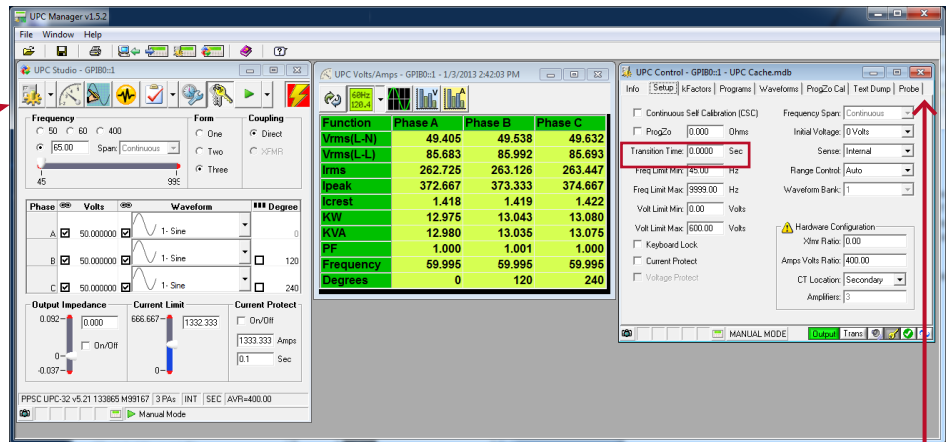 UPC Manager v1.5.2
File Window Help
UPC Studio - GPIB0::1
Frequency
50 60 400
65.00 Span: Continuous
45 999
Form
One
Two
Three
Coupling
Direct
XFMR
Phase Volts Waveform Degree
A 50.000000 1- Sine 0
B 50.000000 1- Sine 120
C 50.000000 1- Sine 240
Output Impedance
0.092 0.000
On/Off
0
-0.037
Current Limit
666.667 1332.333
0
Current Protect
On/Off
1333.333 Amps
0.1 Sec
PPSC UPC-32 v5.21 133865 M99167 3 PAs INT SEC AVR=400.00
Manual Mode
UPC Volts/Amps - GPIB0::1 - 1/3/2013 2:42:03 PM
60Hz
120.4
Function Phase A Phase B Phase C
Vrms(L-N) 49.405 49.538 49.632
Vrms(L-L) 85.683 85.992 85.693
Irms 262.725 263.126 263.447
Ipeak 372.667 373.333 374.667
Icrest 1.418 1.419 1.422
KW 12.975 13.043 13.080
KVA 12.980 13.035 13.075
PF 1.000 1.001 1.000
Frequency 59.995 59.995 59.995
Degrees 0 120 240
UPC Control - GPIB0::1 - UPC Cache.mdb
Info Setup kFactors Programs Waveforms ProgZo Cal Text Dump Probe
Continuous Self Calibration (CSC)
ProgZo 0.000 Ohms
Transition Time: 0.0000 Sec
Freq Limit Min: 45.00 Hz
Freq Limit Max: 9999.00 Hz
Volt Limit Min: 0.00 Volts
Volt Limit Max: 600.00 Volts
Keyboard Lock
Current Protect
Voltage Protect
Frequency Span: Continuous
Initial Voltage: 0 Volts
Sense: Internal
Range Control: Auto
Waveform Bank: 1
Hardware Configuration
Xfmr Ratio: 0.00
Amps Volts Ratio: 400.00
CT Location: Secondary
Amplifiers: 3
MANUAL MODE Output Trans